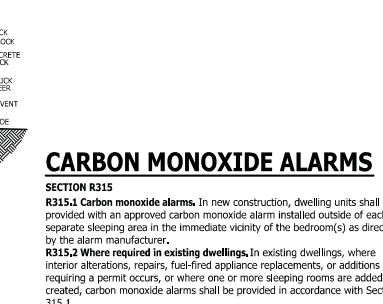 CK
OCK
CRETE
CK
ICK
EER
VENT
DE
CARBON MONOXIDE ALARMS
SECTION R315
R315.1 Carbon monoxide alarms. In new construction, dwelling units shall
provided with an approved carbon monoxide alarm installed outside of each
separate sleeping area in the immediate vicinity of the bedroom(s) as direc
by the alarm manufacturer.
R315.2 Where required in existing dwellings. In existing dwellings, where
interior alterations, repairs, fuel-fired appliance replacements, or additions
requiring a permit occurs, or where one or more sleeping rooms are added
created, carbon monoxide alarms shall be provided in accordance with Sec
315.1